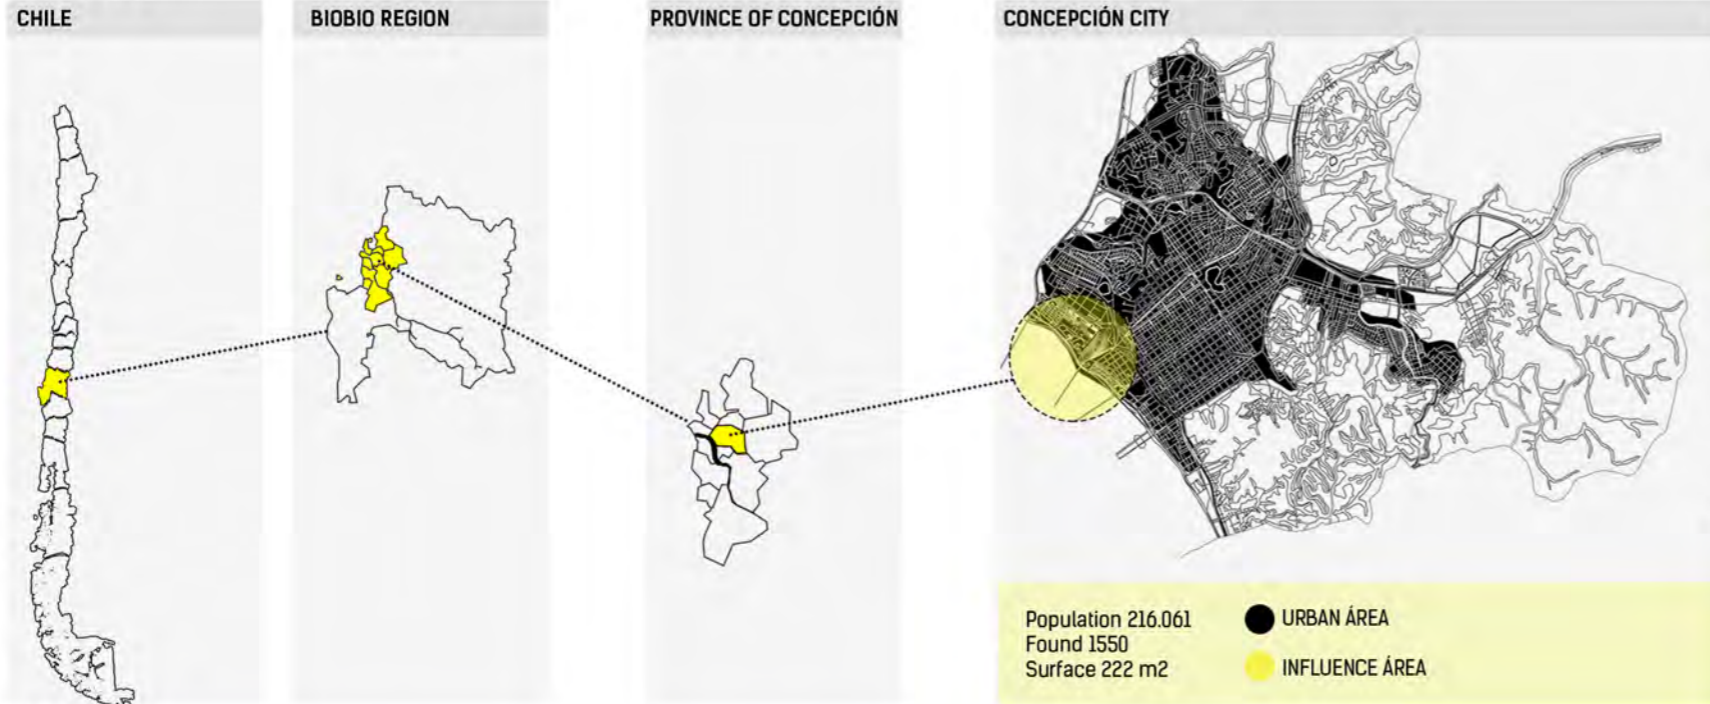 CHILE
BIOBIO REGION
PROVINCE OF CONCEPCIÓN
CONCEPCIÓN CITY
Population 216.061
Found 1550
Surface 222 m2
URBAN ÁREA
INFLUENCE ÁREA